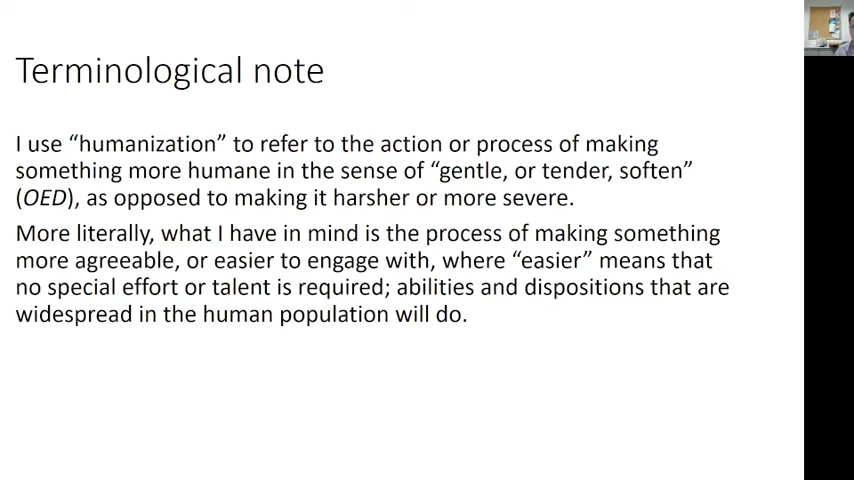 Terminological note
I use “humanization” to refer to the action or process of making
something more humane in the sense of “gentle, or tender, soften”
(OED), as opposed to making it harsher or more severe.
More literally, what I have in mind is the process of making something
more agreeable, or easier to engage with, where “easier” means that
no special effort or talent is required; abilities and dispositions that are
widespread in the human population will do.